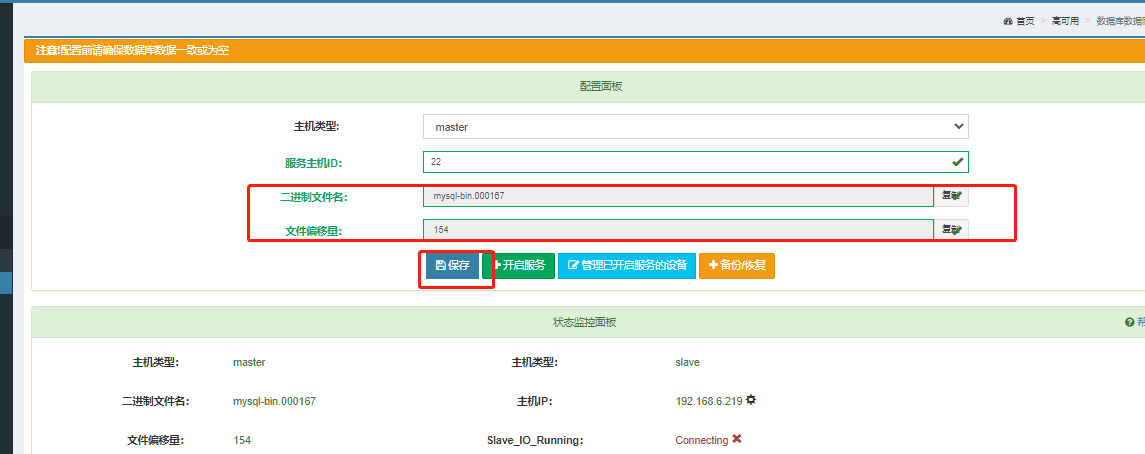 首页 > 高可用 > 数据库数据
注意!配置前请确保数据库数据一致或为空
配置面板
主机类型: master
服务主机ID: 22
二进制文件名: mysql-bin.000167 复制
文件偏移量: 154 复制
保存 开启服务 管理已开启服务的设备 备份/恢复
状态监控面板
主机类型: master 主机类型: slave
二进制文件名: mysql-bin.000167 主机IP: 192.168.6.219
文件偏移量: 154 Slave_IO_Running: Connecting